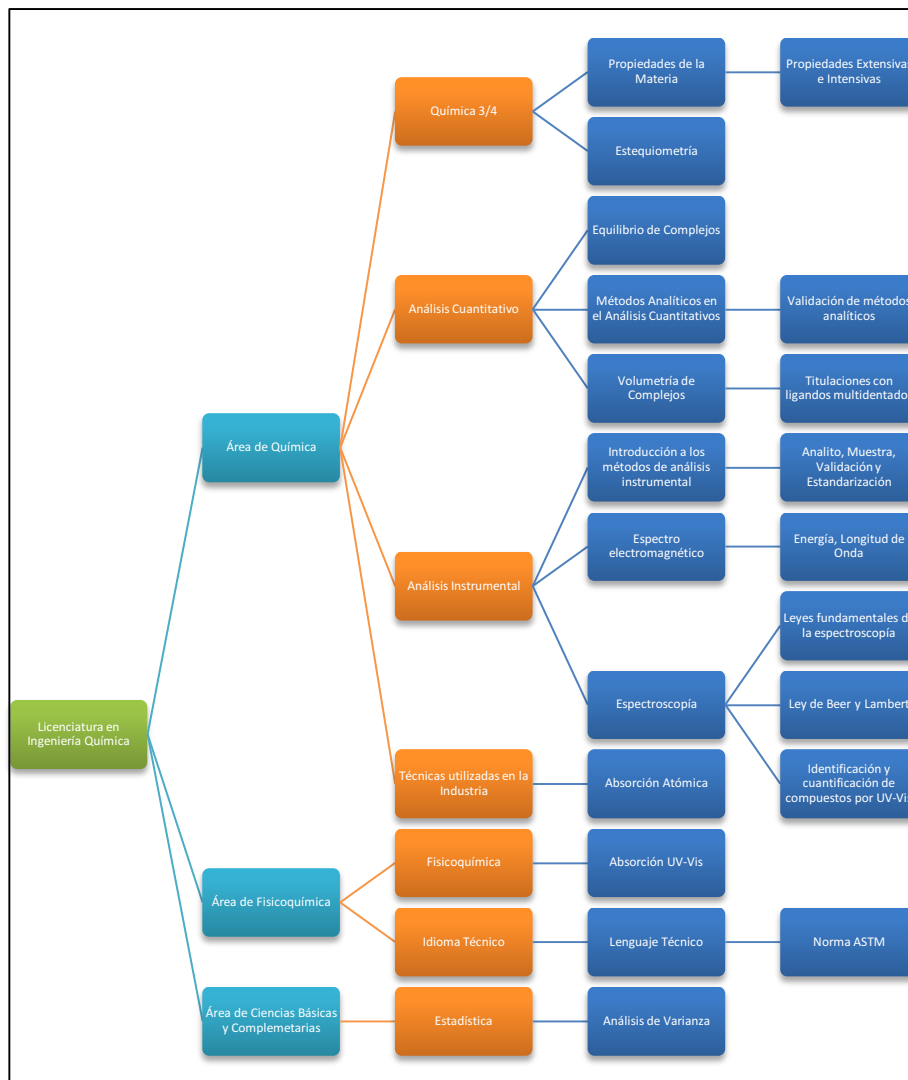 Propiedades de la
Materia
Propiedades Extensivas
e Intensivas
Química 3/4
Estequiometría
Equilibrio de Complejos
Análisis Cuantitativo
Métodos Analíticos en
el Análisis Cuantitativos
Validación de métodos
analíticos
Volumetría de
Complejos
Titulaciones con
ligandos multidentado
Área de Química
Introducción a los
métodos de análisis
instrumental
Analito, Muestra,
Validación y
Estandarización
Espectro
electromagnético
Energía, Longitud de
Onda
Análisis Instrumental
Leyes fundamentales d
la espectroscopía
Licenciatura en
Ingeniería Química
Espectroscopía
Ley de Beer y Lambert
Técnicas utilizadas en la
Industria
Absorción Atómica
Identificación y
cuantificación de
compuestos por UV-Vis
Fisicoquímica
Absorción UV-Vis
Área de Fisicoquímica
Idioma Técnico
Lenguaje Técnico
Norma ASTM
Área de Ciencias Básicas
y Complemetarias
Estadística
Análisis de Varianza